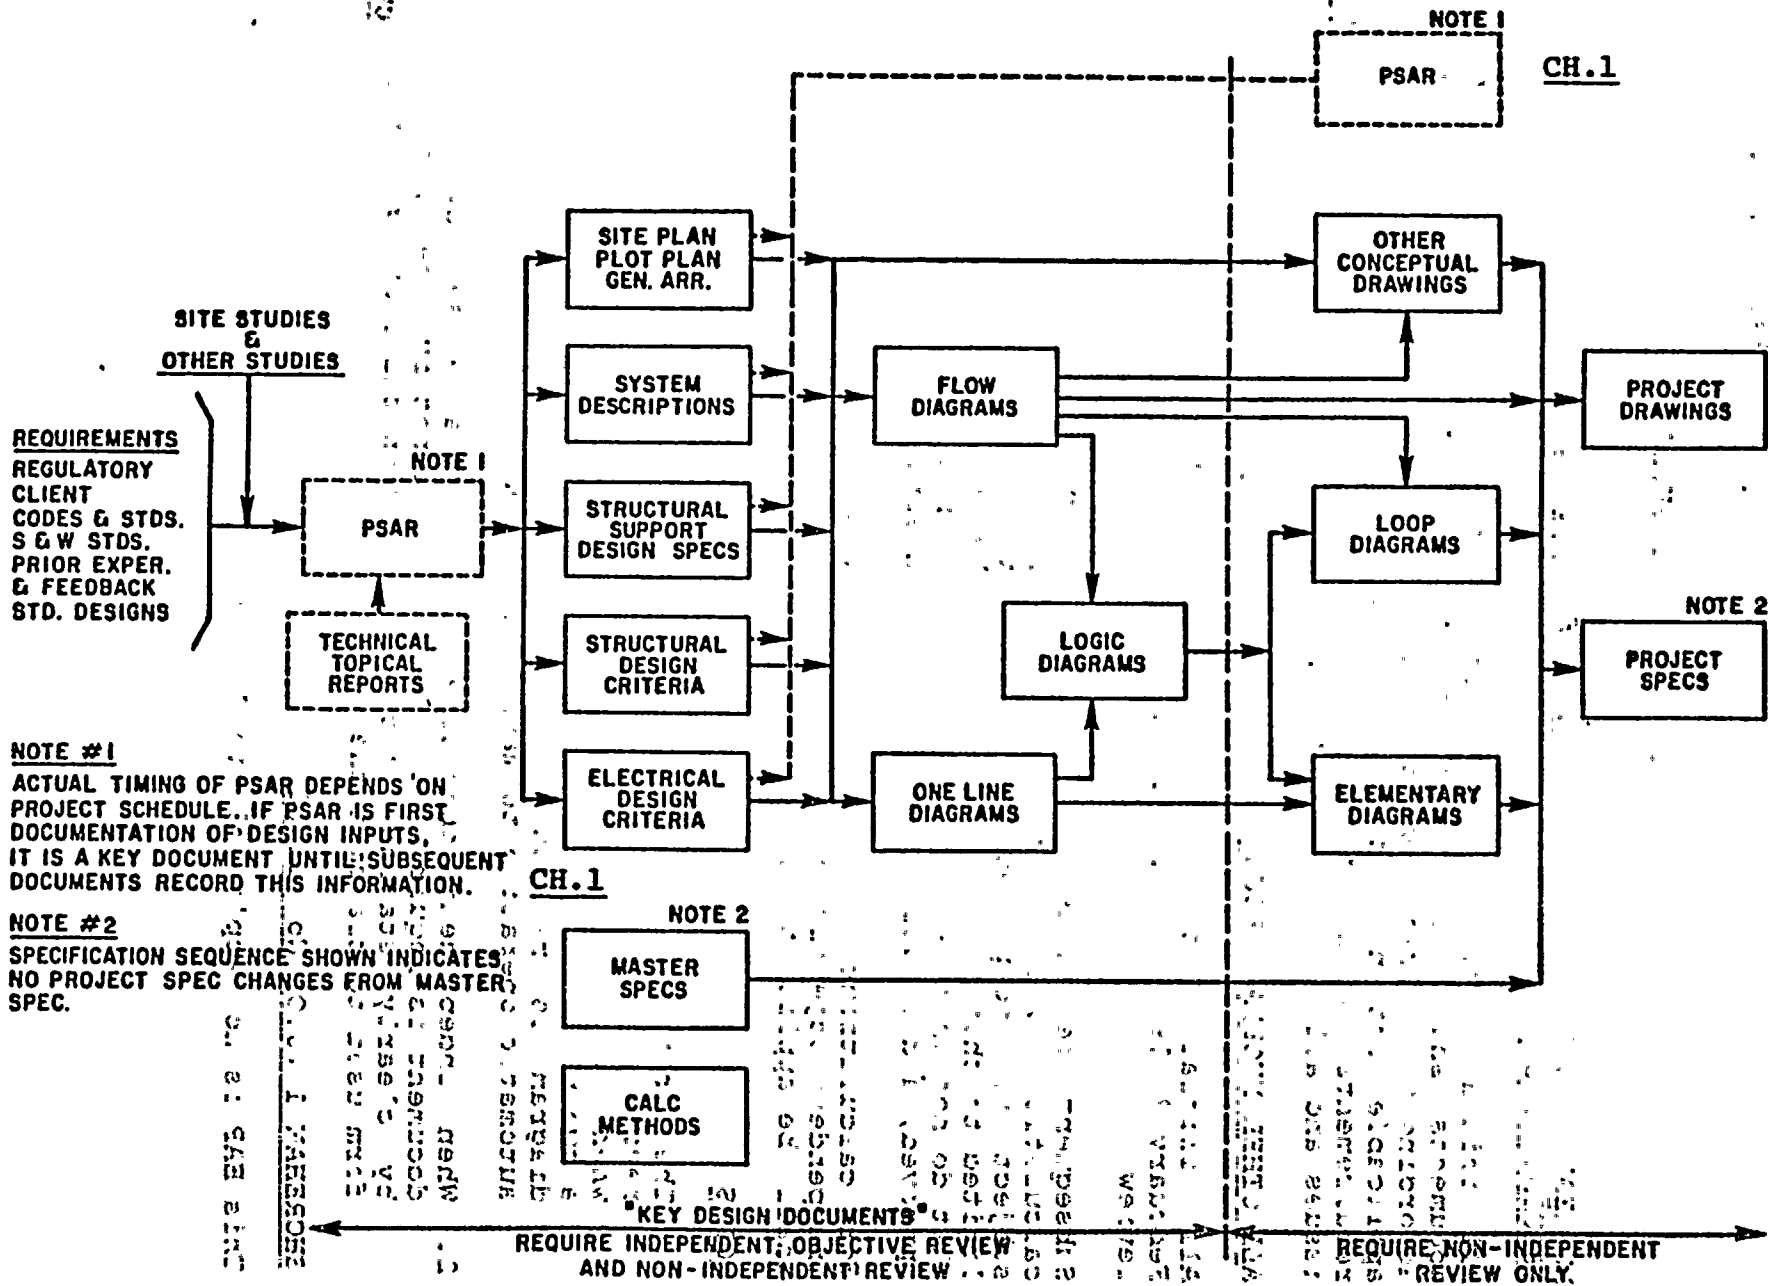 NOTE 1
PSAR
CH.1
SITE PLAN
PLOT PLAN
GEN. ARR.
OTHER
CONCEPTUAL
DRAWINGS
SITE STUDIES
&
OTHER STUDIES
SYSTEM
DESCRIPTIONS
FLOW
DIAGRAMS
PROJECT
DRAWINGS
REQUIREMENTS
REGULATORY
CLIENT
CODES & STDS.
S & W STDS.
PRIOR EXPER.
& FEEDBACK
STD. DESIGNS
NOTE 1
PSAR
STRUCTURAL
SUPPORT
DESIGN SPECS
LOOP
DIAGRAMS
TECHNICAL
TOPICAL
REPORTS
STRUCTURAL
DESIGN
CRITERIA
LOGIC
DIAGRAMS
NOTE 2
PROJECT
SPECS
NOTE #1
ACTUAL TIMING OF PSAR DEPENDS ON
PROJECT SCHEDULE. IF PSAR IS FIRST
DOCUMENTATION OF DESIGN INPUTS,
IT IS A KEY DOCUMENT UNTIL SUBSEQUENT
DOCUMENTS RECORD THIS INFORMATION.
ELECTRICAL
DESIGN
CRITERIA
ONE LINE
DIAGRAMS
ELEMENTARY
DIAGRAMS
CH.1
NOTE #2
SPECIFICATION SEQUENCE SHOWN INDICATES
NO PROJECT SPEC CHANGES FROM MASTER
SPEC.
NOTE 2
MASTER
SPECS
CALC
METHODS
"KEY DESIGN DOCUMENTS"
REQUIRE INDEPENDENT, OBJECTIVE REVIEW
AND NON-INDEPENDENT REVIEW
REQUIRE NON-INDEPENDENT
REVIEW ONLY.